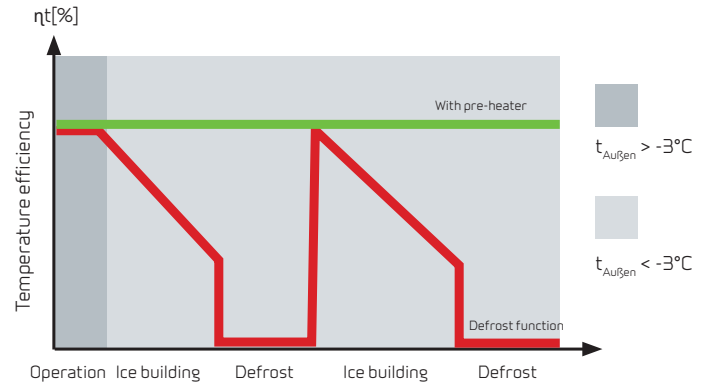 ηt[%]
Temperature efficiency
With pre-heater
Defrost function
Operation Ice building Defrost Ice building Defrost
tAußen > -3°C
tAußen < -3°C